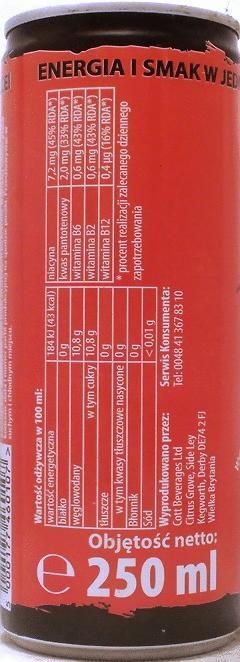 ENERGIA I SMAK W JED
Wartość odżywcza w 100 ml:
wartość energetyczna 184 kJ (43 kcal)
białko 0 g
węglowodany 10,8 g
w tym cukry 10,8 g
tłuszcze 0 g
w tym kwasy tłuszczowe nasycone 0 g
Błonnik 0 g
Sód <0,01 g
niacyna 7,2 mg (45% RDA*)
kwas pantotenowy 2,0 mg (33% RDA*)
witamina B6 0,6 mg (43% RDA*)
witamina B2 0,6 mg (43% RDA*)
witamina B12 0,4 µg (16% RDA*)
* procent realizacji zalecanego dziennego
zapotrzebowania
Wyprodukowano przez:
Cott Beverages Ltd
Citrus Grove, Side Ley
Kegworth, Derby DE74 2 FJ
Wielka Brytania
Serwis Konsumenta:
Tel: 0048 41 367 83 10
Objętość netto:
e 250 ml